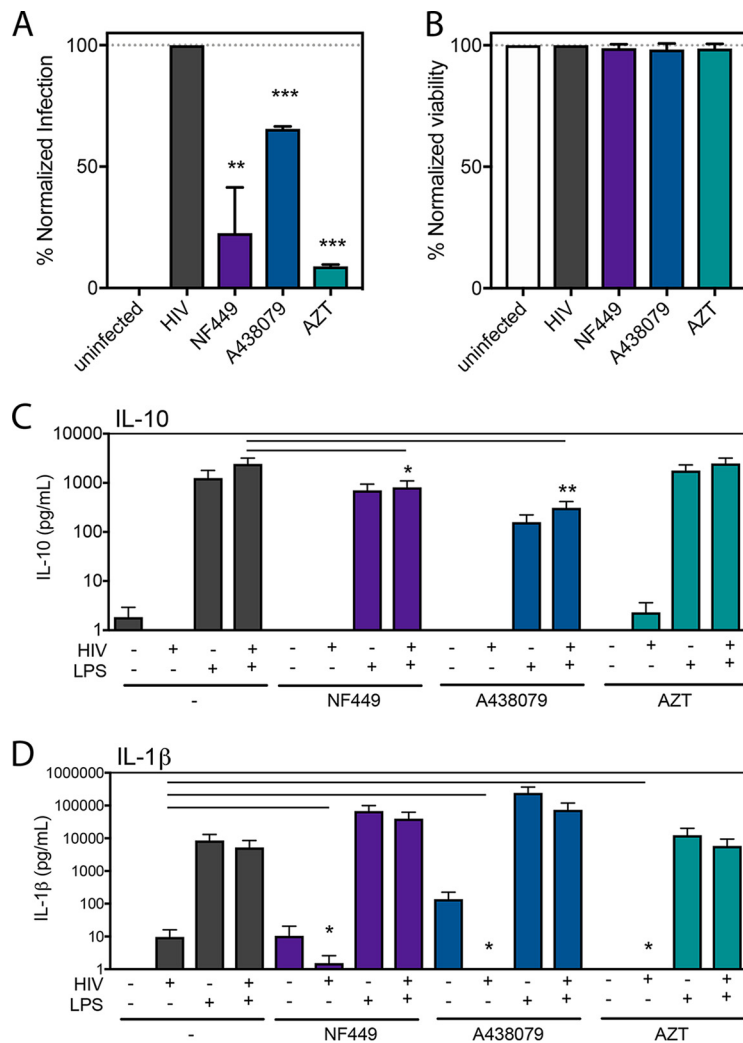 A
% Normalized Infection
100
50
0
**
***
***
uninfected
HIV
NF449
A438079
AZT
B
% Normalized viability
100
50
0
uninfected
HIV
NF449
A438079
AZT
C
IL-10
IL-10 (pg/mL)
10000
1000
100
10
1
* **
HIV - + - + - + - + - + - + - + - +
LPS - - + + - - + + - - + + - - + +
- NF449 A438079 AZT
D
IL-1β
IL-1β (pg/mL)
1000000
100000
10000
1000
100
10
1
* * *
HIV - + - + - + - + - + - + - + - +
LPS - - + + - - + + - - + + - - + +
- NF449 A438079 AZT